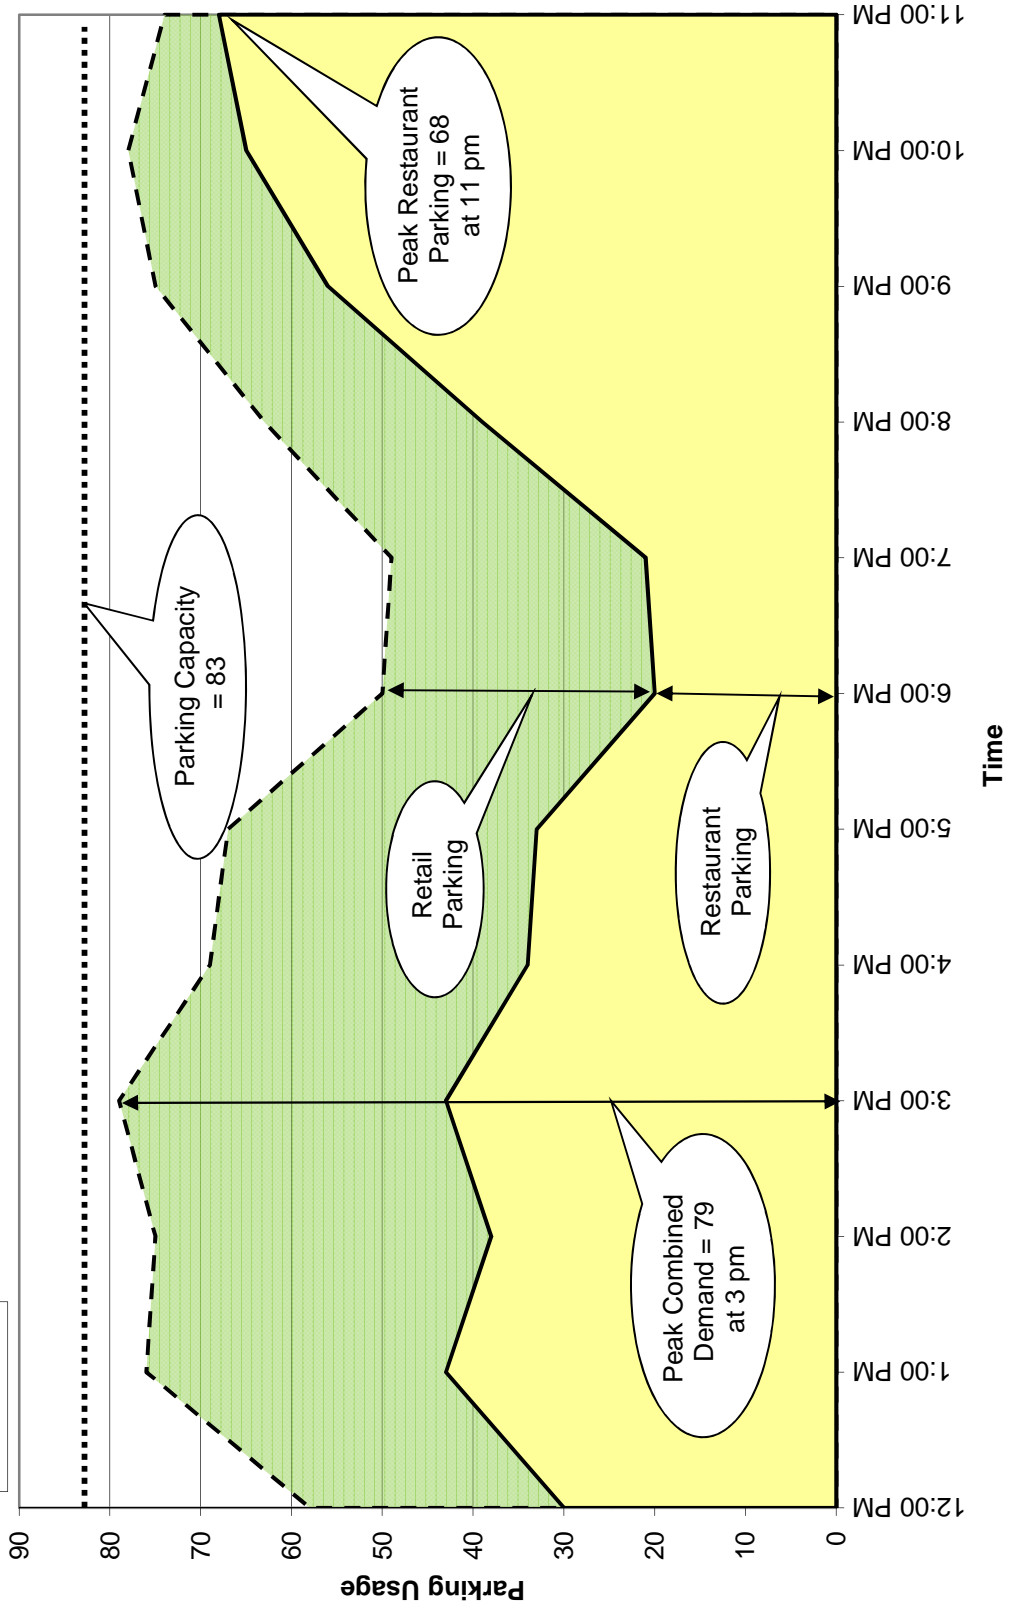 90
80
70
60
50
40
30
20
10
0
Parking Usage
12:00 PM
1:00 PM
2:00 PM
3:00 PM
4:00 PM
5:00 PM
6:00 PM
7:00 PM
8:00 PM
9:00 PM
10:00 PM
11:00 PM
Time
Parking Capacity
= 83
Peak Restaurant
Parking = 68
at 11 pm
Retail
Parking
Restaurant
Parking
Peak Combined
Demand = 79
at 3 pm